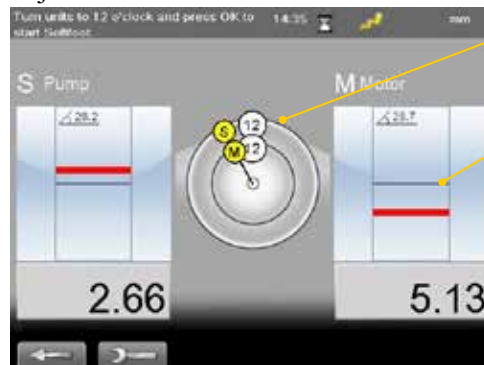 Turn units to 12 o'clock and press OK to
start Softfoot.
14:35
mm
S Pump
M Motor
28.2
28.7
S 12
M 12
2.66
5.13